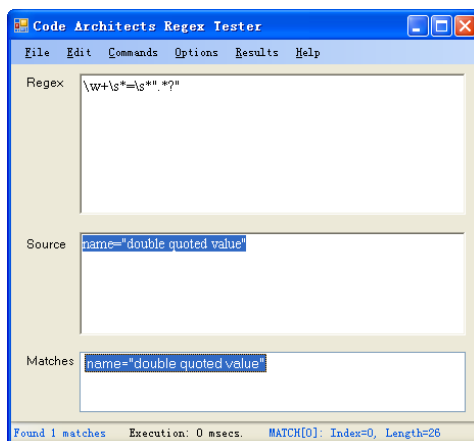 Code Architects Regex Tester
File Edit Commands Options Results Help
Regex
\w+\s*=\s*".*?"
Source
name="double quoted value"
Matches
name="double quoted value"
Found 1 matches Execution: 0 msecs. MATCH[0]: Index=0, Length=26